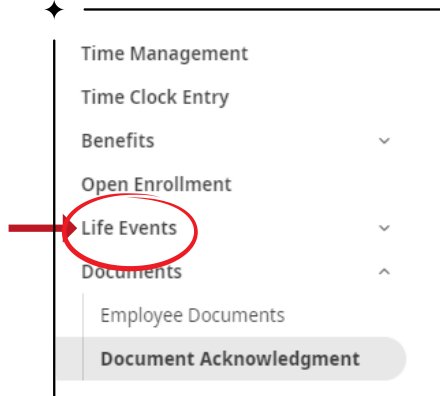 Time Management
Time Clock Entry
Benefits
Open Enrollment
Life Events
Documents
Employee Documents
Document Acknowledgment